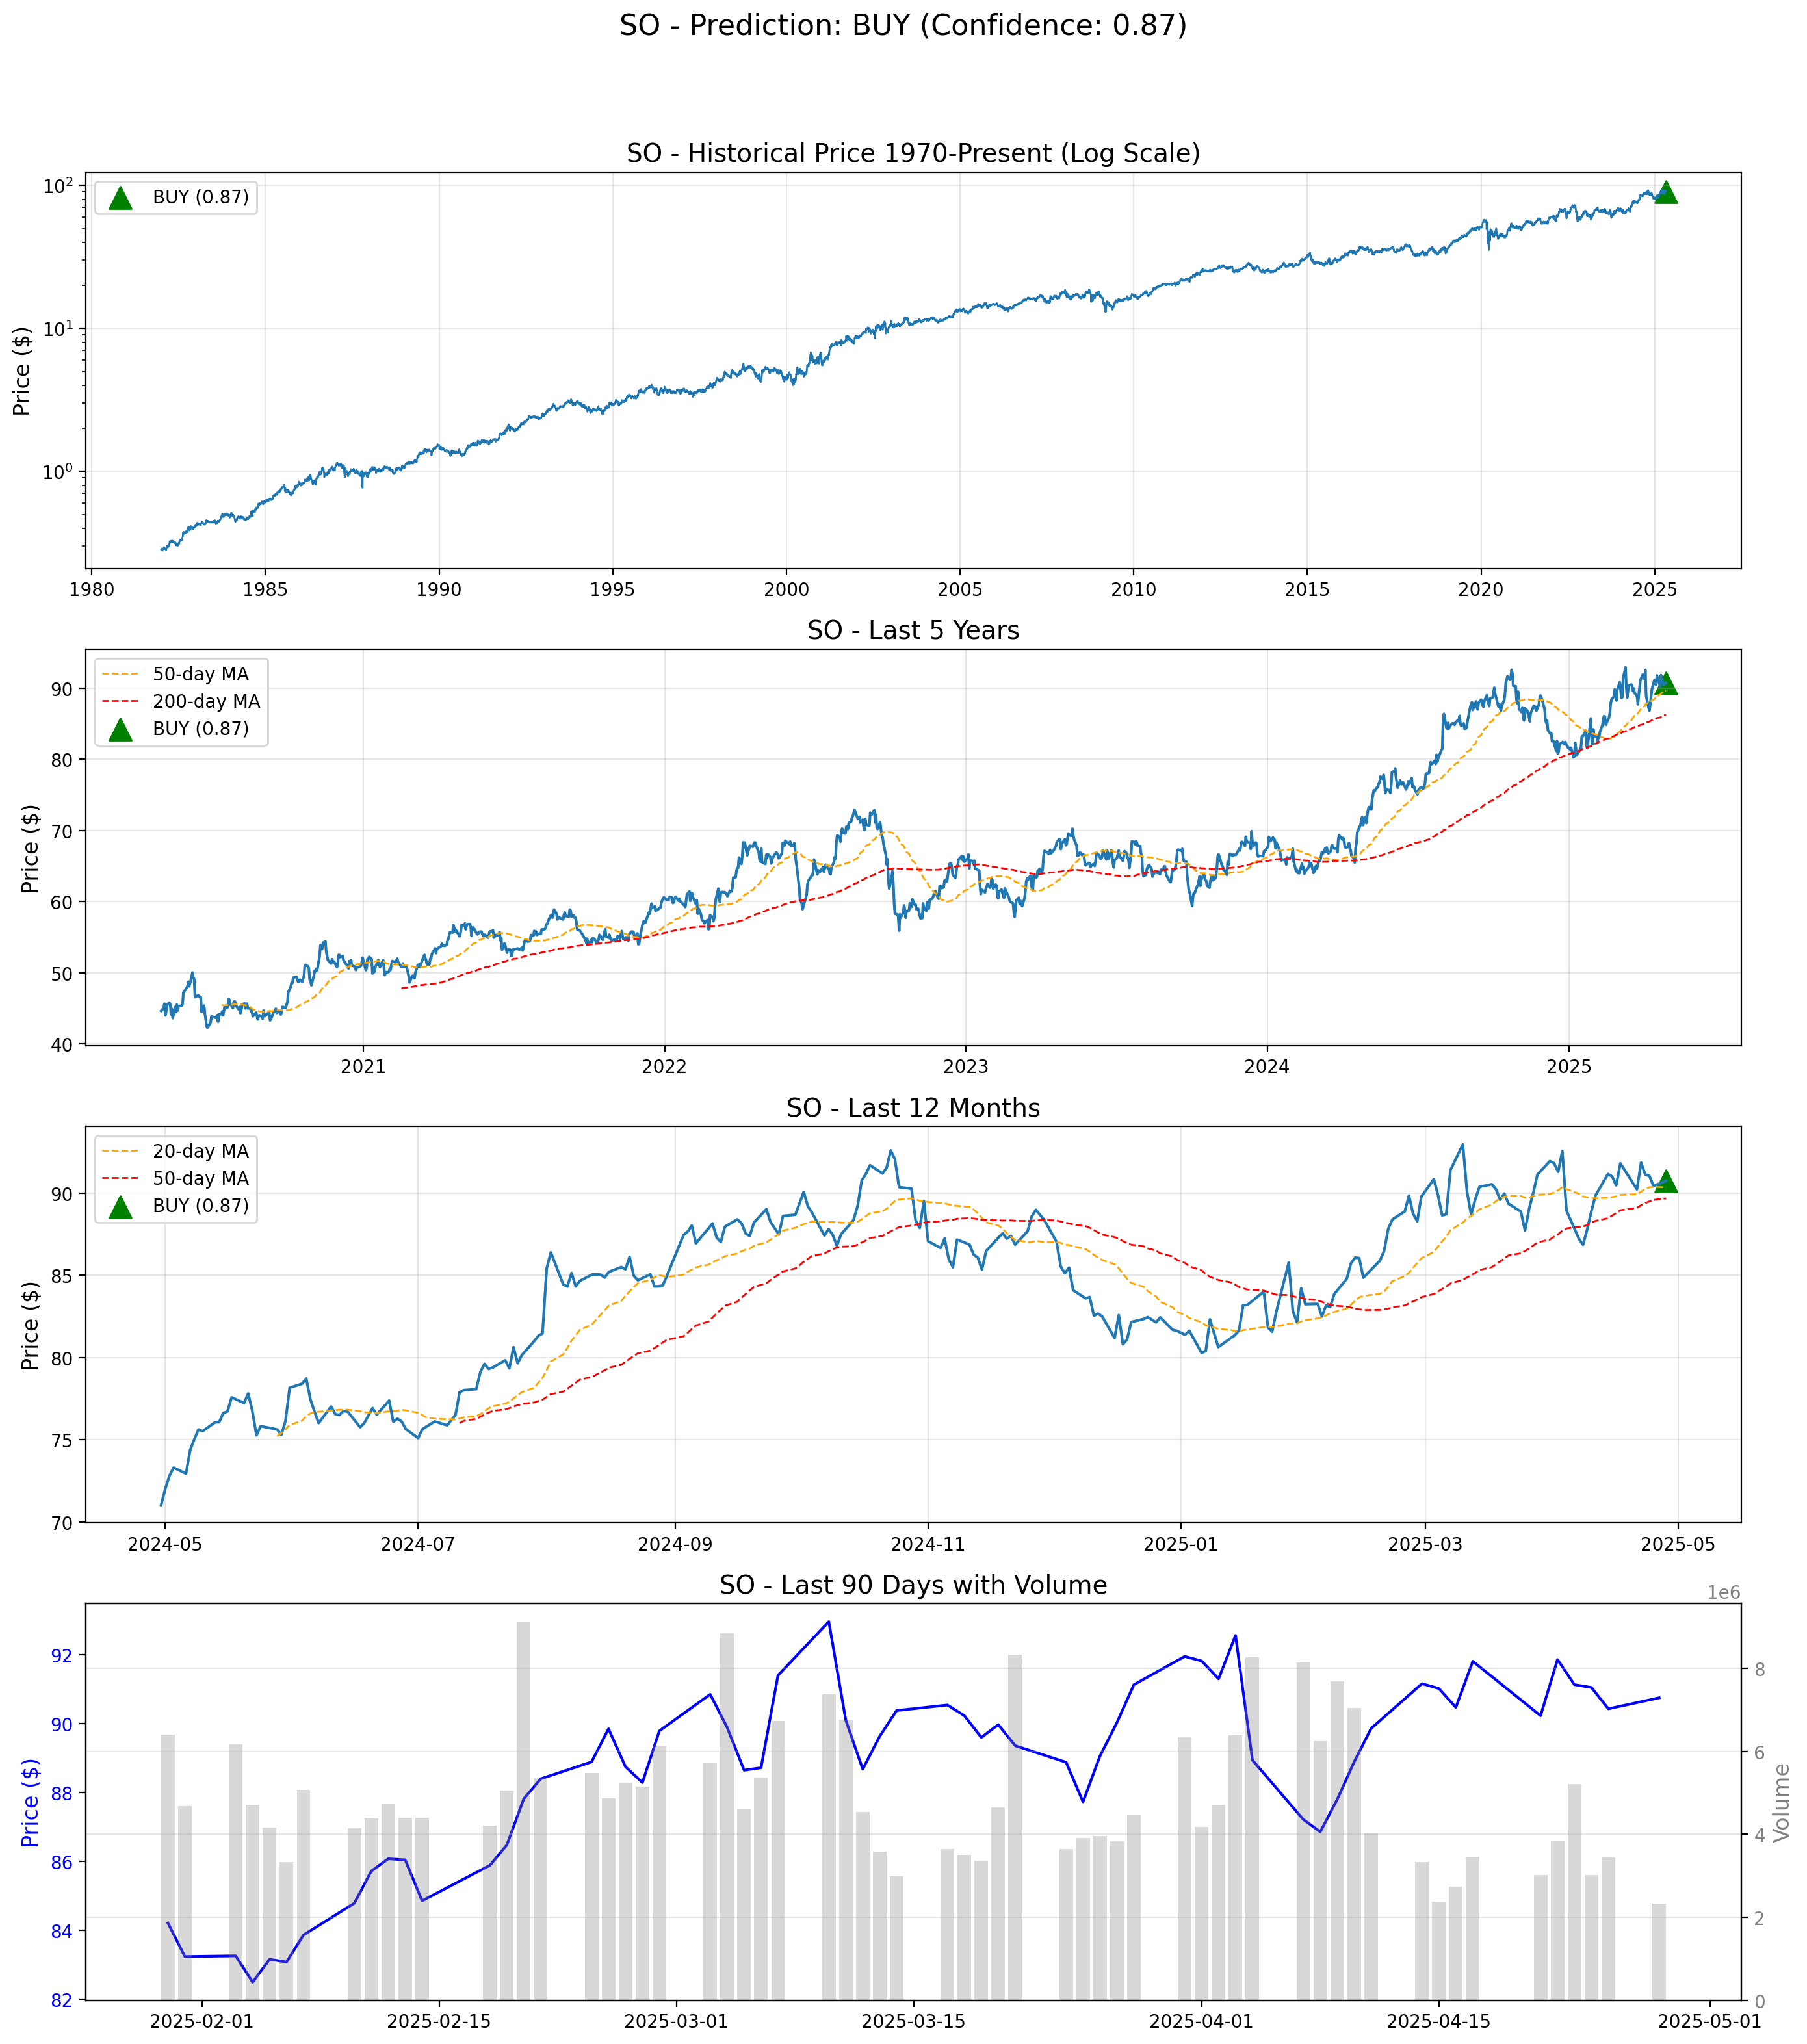 SO - Prediction: BUY (Confidence: 0.87)
SO - Historical Price 1970-Present (Log Scale)
BUY (0.87)
Price ($)
10²
10¹
10⁰
1980 1985 1990 1995 2000 2005 2010 2015 2020 2025
SO - Last 5 Years
50-day MA
200-day MA
BUY (0.87)
Price ($)
90
80
70
60
50
40
2021 2022 2023 2024 2025
SO - Last 12 Months
20-day MA
50-day MA
BUY (0.87)
Price ($)
90
85
80
75
70
2024-05 2024-07 2024-09 2024-11 2025-01 2025-03 2025-05
SO - Last 90 Days with Volume
1e6
Price ($)
92
90
88
86
84
82
8
6
4
2
0
Volume
2025-02-01 2025-02-15 2025-03-01 2025-03-15 2025-04-01 2025-04-15 2025-05-01